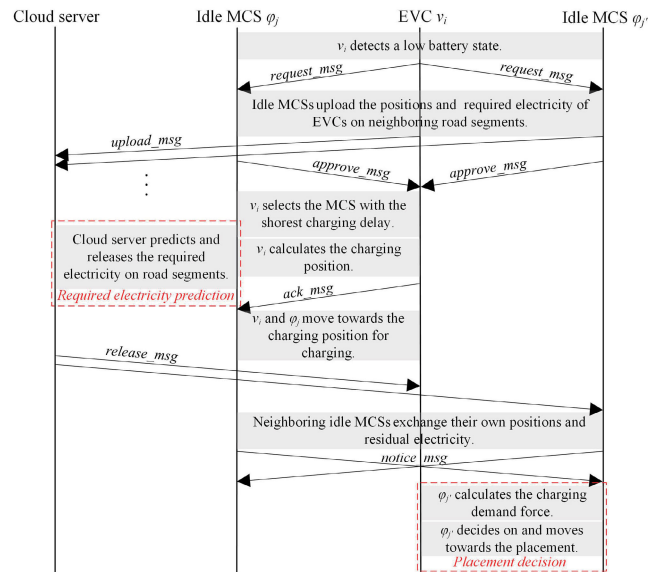 Cloud server
Idle MCS φj
EVC vi
Idle MCS φj'
vi detects a low battery state.
request_msg
request_msg
Idle MCSs upload the positions and required electricity of
EVCs on neighboring road segments.
upload_msg
approve_msg
approve_msg
vi selects the MCS with the
shorest charging delay.
Cloud server predicts and
releases the required
electricity on road segments.
Required electricity prediction
vi calculates the charging
position.
ack_msg
vi and φj move towards the
charging position for
charging.
release_msg
Neighboring idle MCSs exchange their own positions and
residual electricity.
notice_msg
φj' calculates the charging
demand force.
φj' decides on and moves
towards the placement.
Placement decision